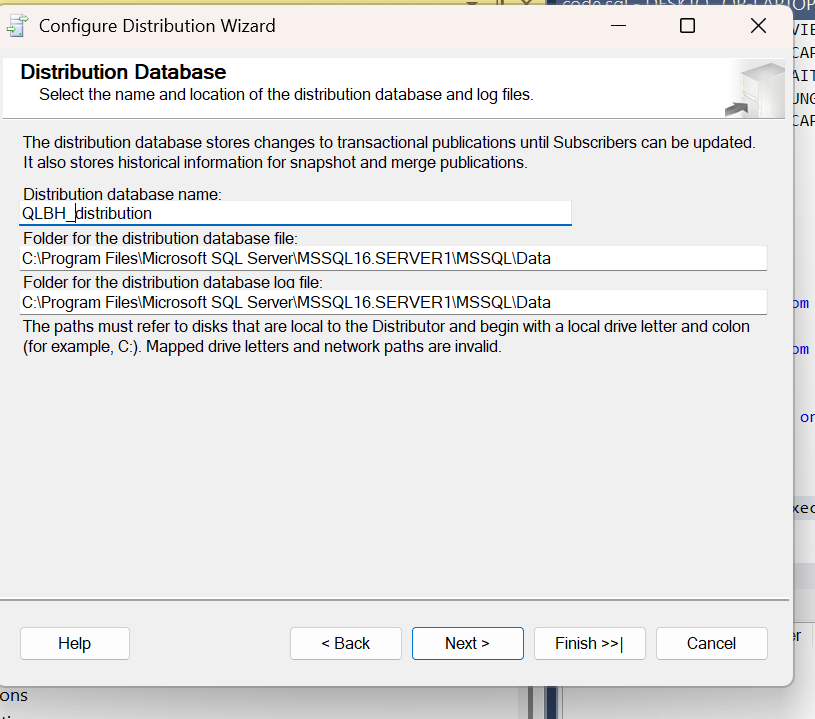 Configure Distribution Wizard
Distribution Database
Select the name and location of the distribution database and log files.
The distribution database stores changes to transactional publications until Subscribers can be updated.
It also stores historical information for snapshot and merge publications.
Distribution database name:
QLBH_distribution
Folder for the distribution database file:
C:\Program Files\Microsoft SQL Server\MSSQL16.SERVER1\MSSQL\Data
Folder for the distribution database log file:
C:\Program Files\Microsoft SQL Server\MSSQL16.SERVER1\MSSQL\Data
The paths must refer to disks that are local to the Distributor and begin with a local drive letter and colon
(for example, C:). Mapped drive letters and network paths are invalid.
Help
< Back
Next >
Finish >>|
Cancel